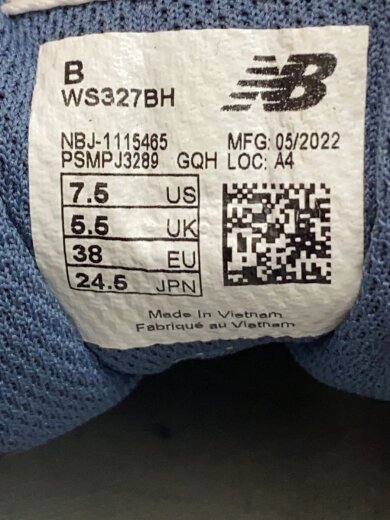 B
WS327BH
NB
NBJ-1115465 MFG: 05/2022
PSMPJ3289 GQH LOC: A4
7.5 US
5.5 UK
38 EU
24.5 JPN
Made in Vietnam
Fabriqué au Vietnam